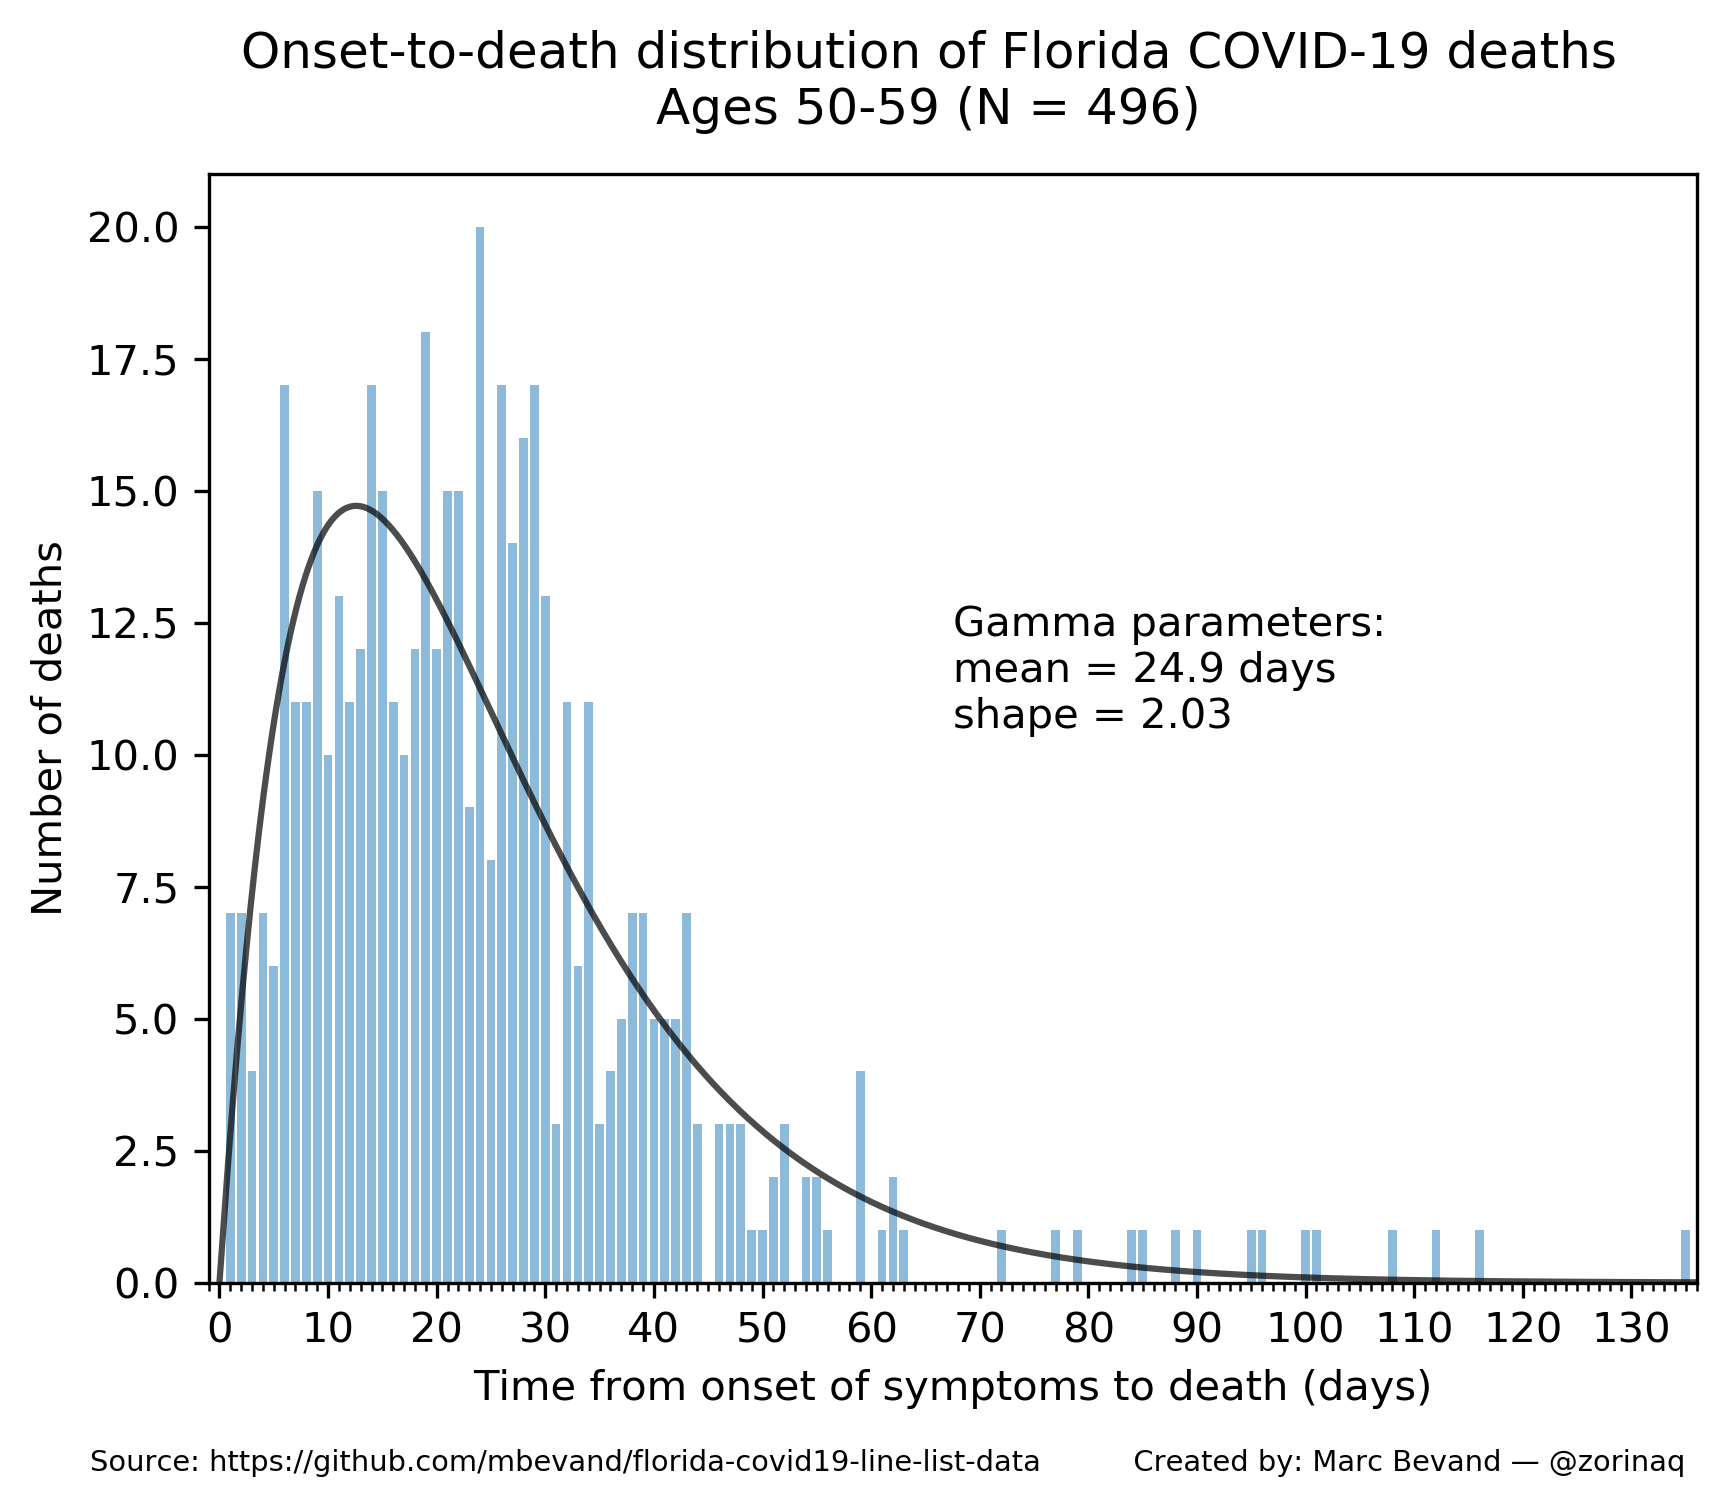 Onset-to-death distribution of Florida COVID-19 deaths
Ages 50-59 (N = 496)
20.0
17.5
15.0
12.5
10.0
7.5
5.0
2.5
0.0
Number of deaths
Gamma parameters:
mean = 24.9 days
shape = 2.03
0 10 20 30 40 50 60 70 80 90 100 110 120 130
Time from onset of symptoms to death (days)
Source: https://github.com/mbevand/florida-covid19-line-list-data
Created by: Marc Bevand — @zorinaq